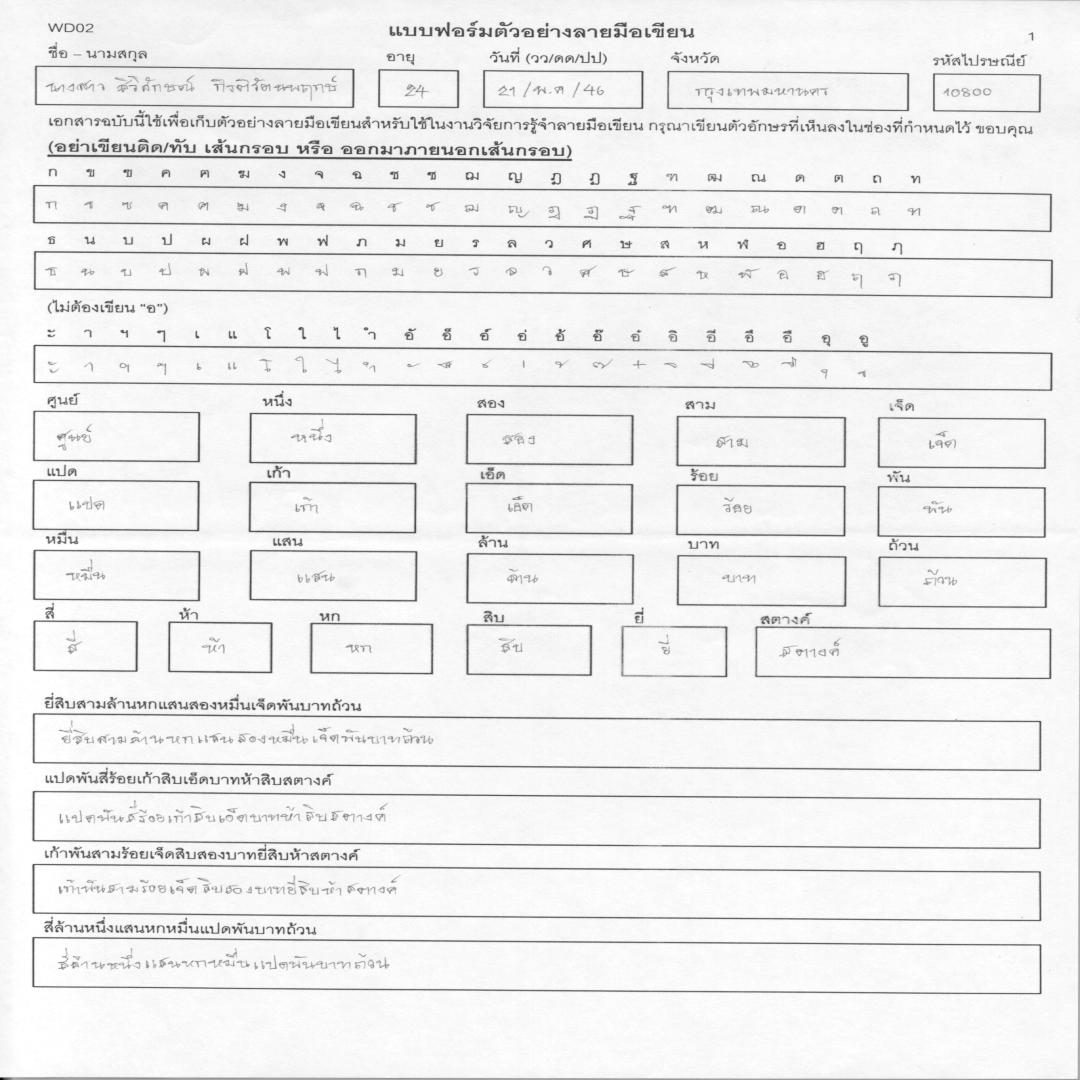 WD02
แบบฟอร์มตัวอย่างลายมือเขียน
1
ชื่อ – นามสกุล อายุ วันที่ (วว/ดด/ปป) จังหวัด รหัสไปรษณีย์
นางสาว 24 21 / พ.ค / 46 กรุงเทพมหานคร 10800
เอกสารฉบับนี้ใช้เพื่อเก็บตัวอย่างลายมือเขียนสำหรับใช้ในงานวิจัยการรู้จำลายมือเขียน กรุณาเขียนตัวอักษรที่เห็นลงในช่องที่กำหนดไว้ ขอบคุณ
(อย่าเขียนติด/ทับ เส้นกรอบ หรือ ออกมาภายนอกเส้นกรอบ)
ก ข ฃ ค ฅ ฆ ง จ ฉ ช ซ ฌ ญ ฎ ฏ ฐ ฑ ฒ ณ ด ต ถ ท
ก ข ฃ ค ฅ ฆ ง จ ฉ ช ซ ฌ ญ ฎ ฏ ฐ ฑ ฒ ณ ด ต ถ ท
ธ น บ ป ผ ฝ พ ฟ ภ ม ย ร ล ว ศ ษ ส ห ฬ อ ฮ ฤ ภ
ธ น บ ป ผ ฝ พ ฟ ภ ม ย ร ล ว ศ ษ ส ห ฬ อ ฮ ฤ ภ
(ไม่ต้องเขียน "อ")
ะ า ฯ ๆ เ แ โ ใ ไ ำ อั อ็ อ์ อ่ อ้ อ๊ อ๋ อิ อี อึ อื อุ อู
ะ า ฯ ๆ เ แ โ ใ ไ ำ ั ็ ์ ่ ้ ๊ ๋ ิ ี ึ ื ุ ู
ศูนย์ หนึ่ง สอง สาม เจ็ด
ศูนย์ หนึ่ง สอง สาม เจ็ด
แปด เก้า เอ็ด ร้อย พัน
แปด เก้า เอ็ด ร้อย พัน
หมื่น แสน ล้าน บาท ถ้วน
หมื่น แสน ล้าน บาท ถ้วน
สี่ ห้า หก สิบ ยี่ สตางค์
สี่ ห้า หก สิบ ยี่ สตางค์
ยี่สิบสามล้านหกแสนสองหมื่นเจ็ดพันบาทถ้วน
ยี่สิบสามล้านหกแสนสองหมื่นเจ็ดพันบาทถ้วน
แปดพันสี่ร้อยเก้าสิบเอ็ดบาทห้าสิบสตางค์
แปดพันสี่ร้อยเก้าสิบเอ็ดบาทห้าสิบสตางค์
เก้าพันสามร้อยเจ็ดสิบสองบาทยี่สิบห้าสตางค์
เก้าพันสามร้อยเจ็ดสิบสองบาทยี่สิบห้าสตางค์
สี่ล้านหนึ่งแสนหกหมื่นแปดพันบาทถ้วน
สี่ล้านหนึ่งแสนหกหมื่นแปดพันบาทถ้วน